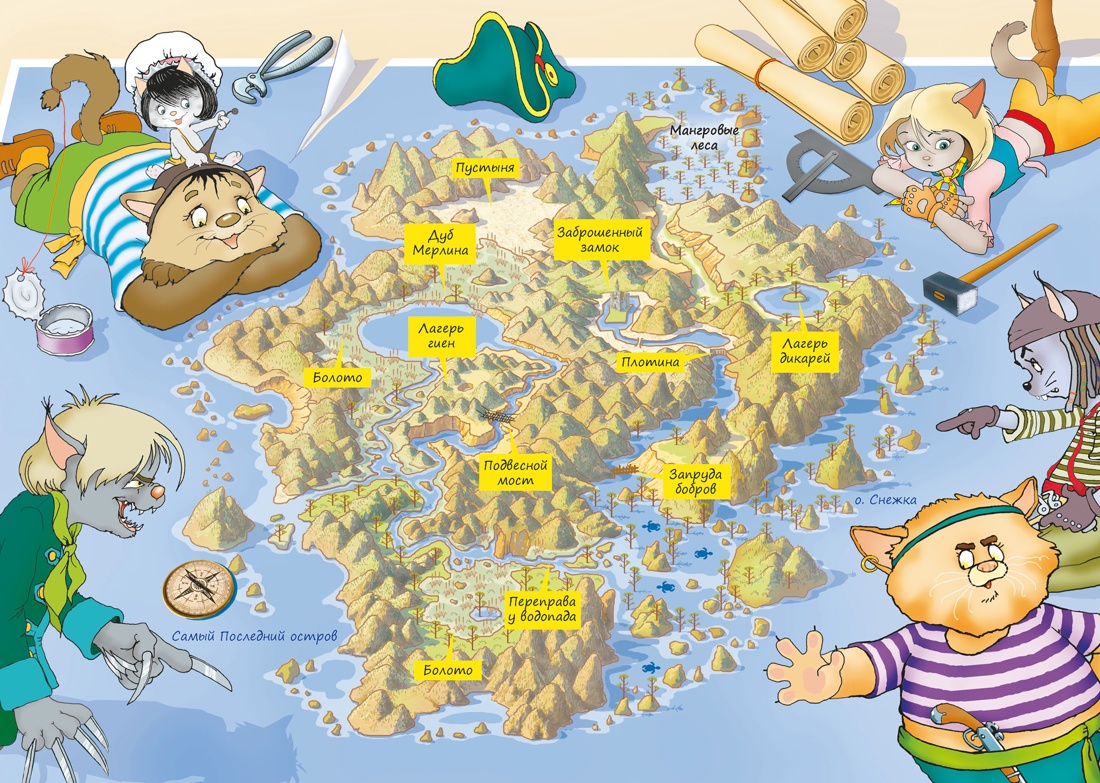 Мангровые
леса
Пустыня
Дуб
Мерлина
Заброшенный
замок
Лагерь
гиен
Плотина
Лагерь
дикарей
Болото
Подвесной
мост
Запруда
бобров
о. Снежка
Переправа
у водопада
Самый Последний остров
Болото